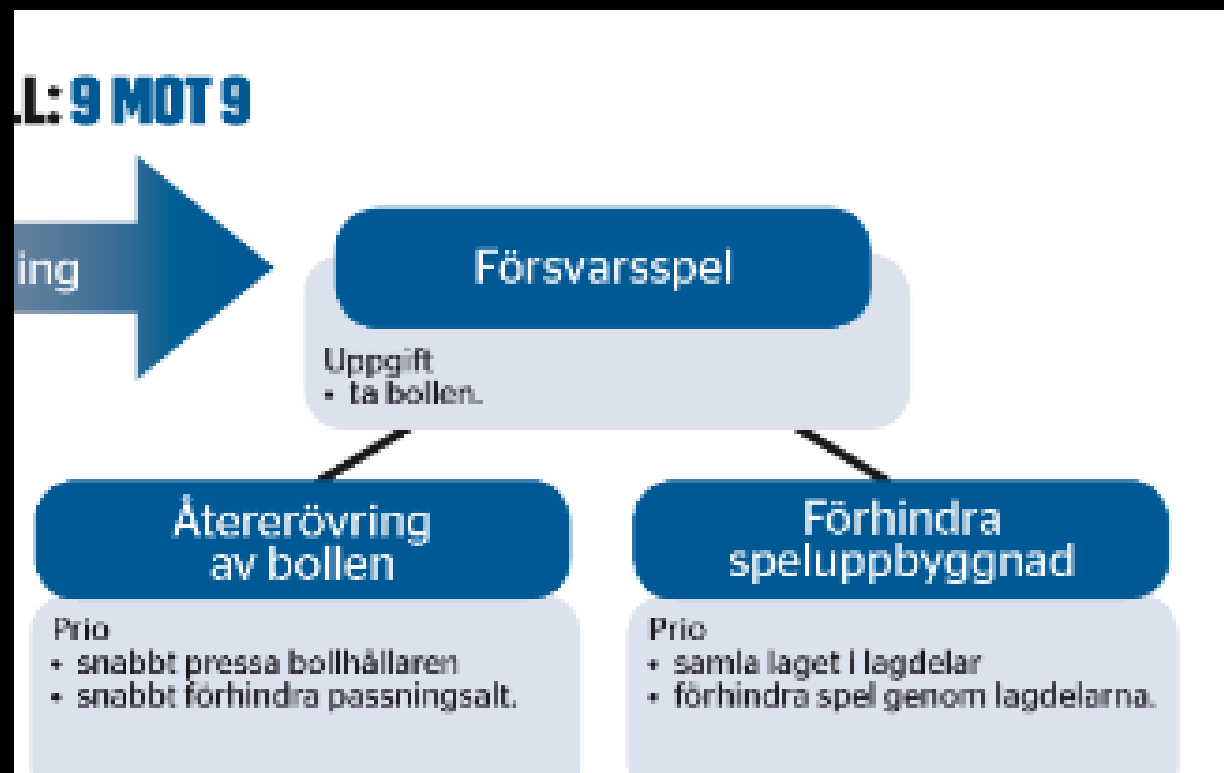 LL: 9 MOT 9
ing
Försvarsspel
Uppgift
• ta bollen.
Återerövring
av bollen
Förhindra
speluppbyggnad
Prio
• snabbt pressa bollhållaren
• snabbt förhindra passningsalt.
Prio
• samla laget i lagdelar
• förhindra spel genom lagdelarna.